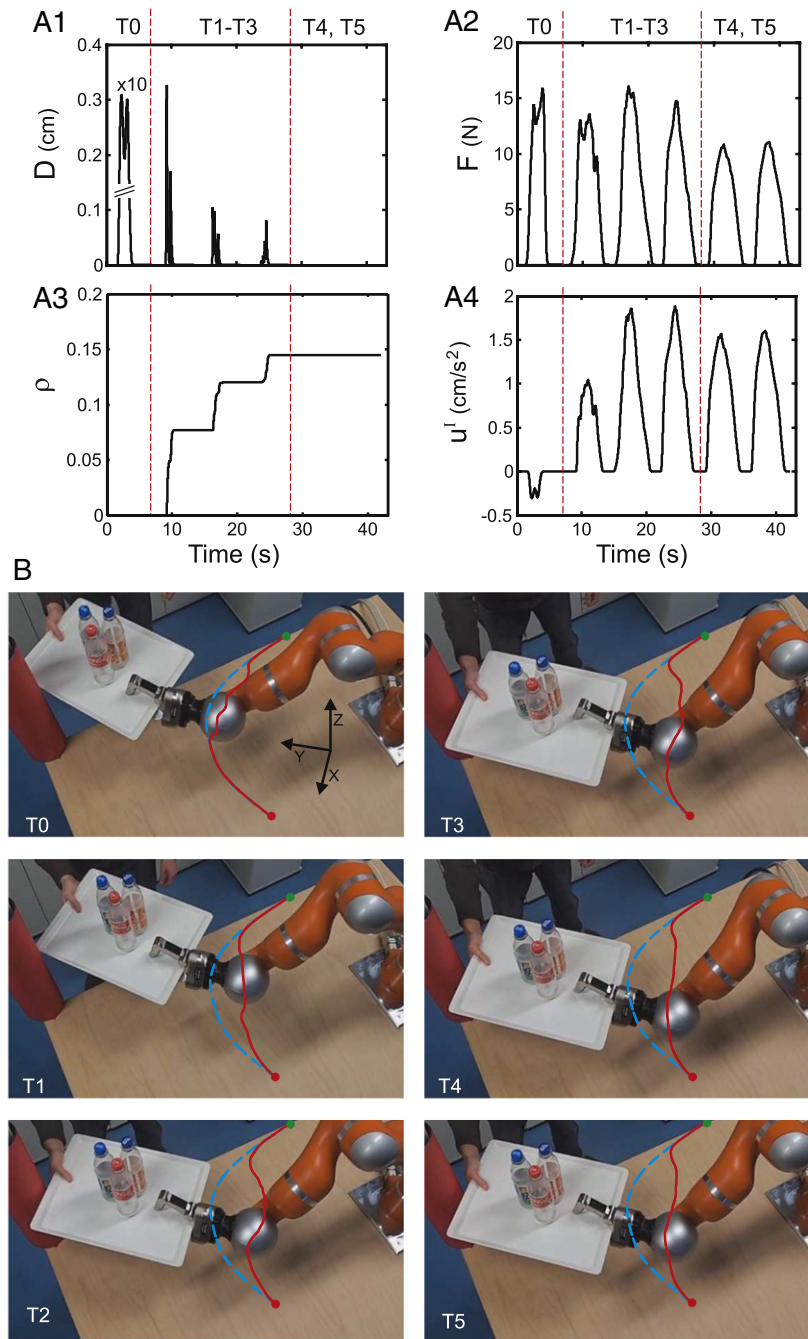 A1
T0 T1-T3 T4, T5
0.4
0.3
0.2
0.1
0
x10
D (cm)
A2
T0 T1-T3 T4, T5
20
15
10
5
0
F (N)
A3
0.2
0.15
0.1
0.05
0
ρ
0 10 20 30 40
Time (s)
A4
2
1.5
1
0.5
0
-0.5
uᴵ (cm/s²)
0 10 20 30 40
Time (s)
B
Z
Y
X
T0
T3
T1
T4
T2
T5